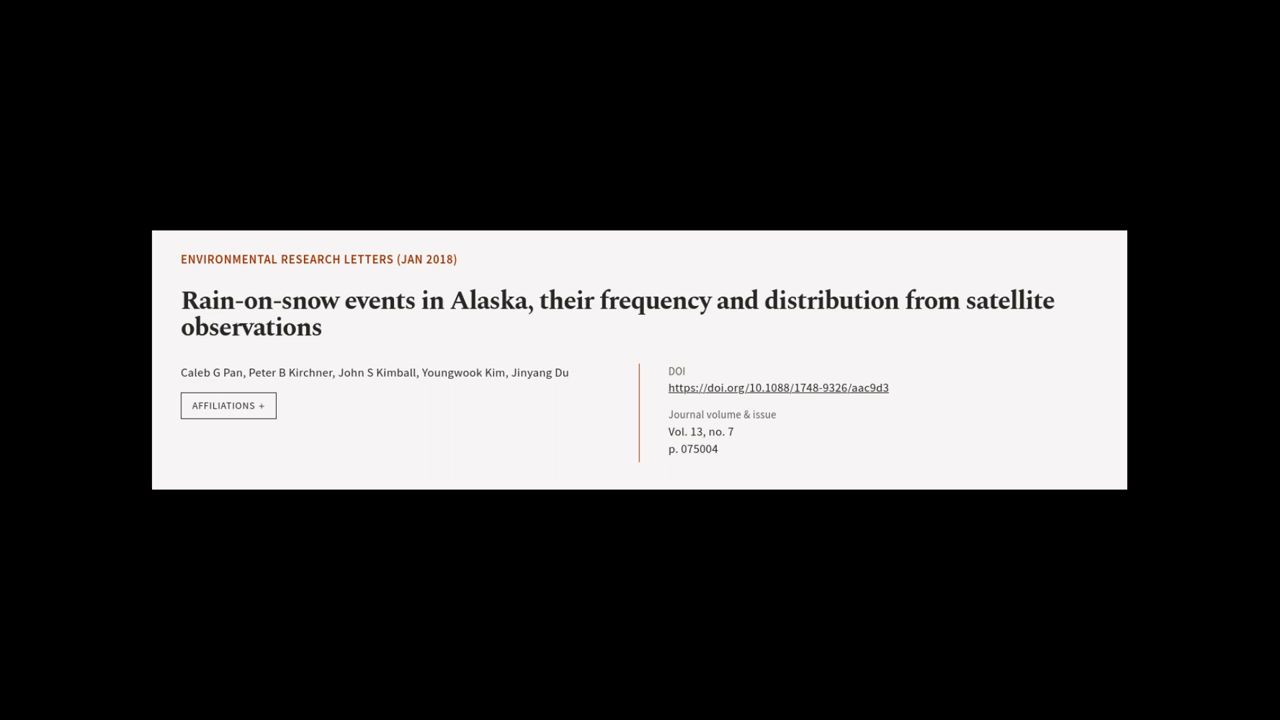 ENVIRONMENTAL RESEARCH LETTERS (JAN 2018)
Rain-on-snow events in Alaska, their frequency and distribution from satellite
observations
Caleb G Pan, Peter B Kirchner, John S Kimball, Youngwook Kim, Jinyang Du
AFFILIATIONS +
DOI
https://doi.org/10.1088/1748-9326/aac9d3
Journal volume & issue
Vol. 13, no. 7
p. 075004